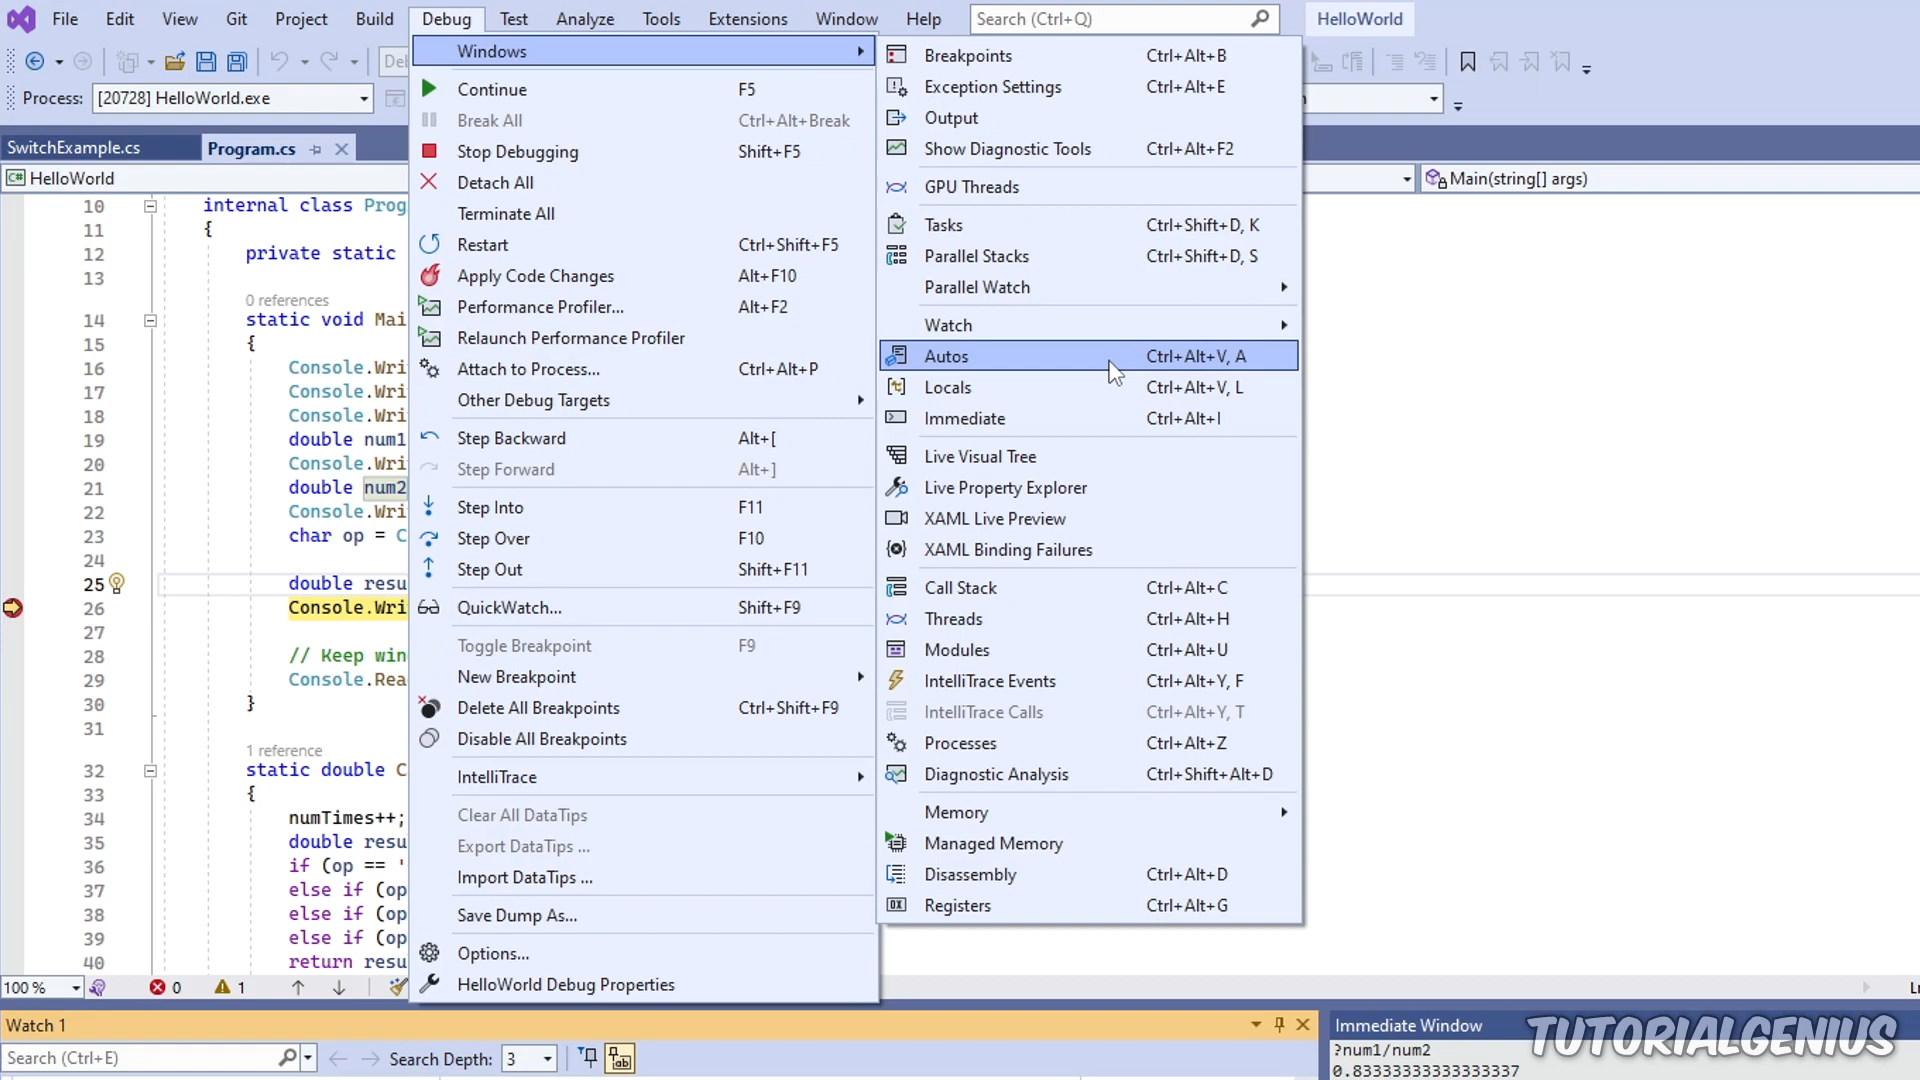 File Edit View Git Project Build Debug Test Analyze Tools Extensions Window Help Search (Ctrl+Q) HelloWorld
Process: [20728] HelloWorld.exe
SwitchExample.cs Program.cs
HelloWorld Main(string[] args)
Windows
Continue F5
Break All Ctrl+Alt+Break
Stop Debugging Shift+F5
Detach All
Terminate All
Restart Ctrl+Shift+F5
Apply Code Changes Alt+F10
Performance Profiler... Alt+F2
Relaunch Performance Profiler
Attach to Process... Ctrl+Alt+P
Other Debug Targets
Step Backward Alt+[
Step Forward Alt+]
Step Into F11
Step Over F10
Step Out Shift+F11
QuickWatch... Shift+F9
Toggle Breakpoint F9
New Breakpoint
Delete All Breakpoints Ctrl+Shift+F9
Disable All Breakpoints
IntelliTrace
Clear All DataTips
Export DataTips ...
Import DataTips ...
Save Dump As...
Options...
HelloWorld Debug Properties
Breakpoints Ctrl+Alt+B
Exception Settings Ctrl+Alt+E
Output
Show Diagnostic Tools Ctrl+Alt+F2
GPU Threads
Tasks Ctrl+Shift+D, K
Parallel Stacks Ctrl+Shift+D, S
Parallel Watch
Watch
Autos Ctrl+Alt+V, A
Locals Ctrl+Alt+V, L
Immediate Ctrl+Alt+I
Live Visual Tree
Live Property Explorer
XAML Live Preview
XAML Binding Failures
Call Stack Ctrl+Alt+C
Threads Ctrl+Alt+H
Modules Ctrl+Alt+U
IntelliTrace Events Ctrl+Alt+Y, F
IntelliTrace Calls Ctrl+Alt+Y, T
Processes Ctrl+Alt+Z
Diagnostic Analysis Ctrl+Shift+Alt+D
Memory
Managed Memory
Disassembly Ctrl+Alt+D
Registers Ctrl+Alt+G
10 internal class Prog
11 {
12 private static
13
0 references
14 static void Mai
15 {
16 Console.Wri
17 Console.Wri
18 Console.Wri
19 double num1
20 Console.Wri
21 double num2
22 Console.Wri
23 char op = C
24
25 double resu
26 Console.Wri
27
28 // Keep win
29 Console.Rea
30 }
31
1 reference
32 static double C
33 {
34 numTimes++;
35 double resu
36 if (op == '
37 else if (op
38 else if (op
39 else if (op
40 return resu
100 % 0 1
Watch 1
Search (Ctrl+E) Search Depth: 3
Immediate Window
?num1/num2
0.83333333333333337
TUTORIALGENIUS